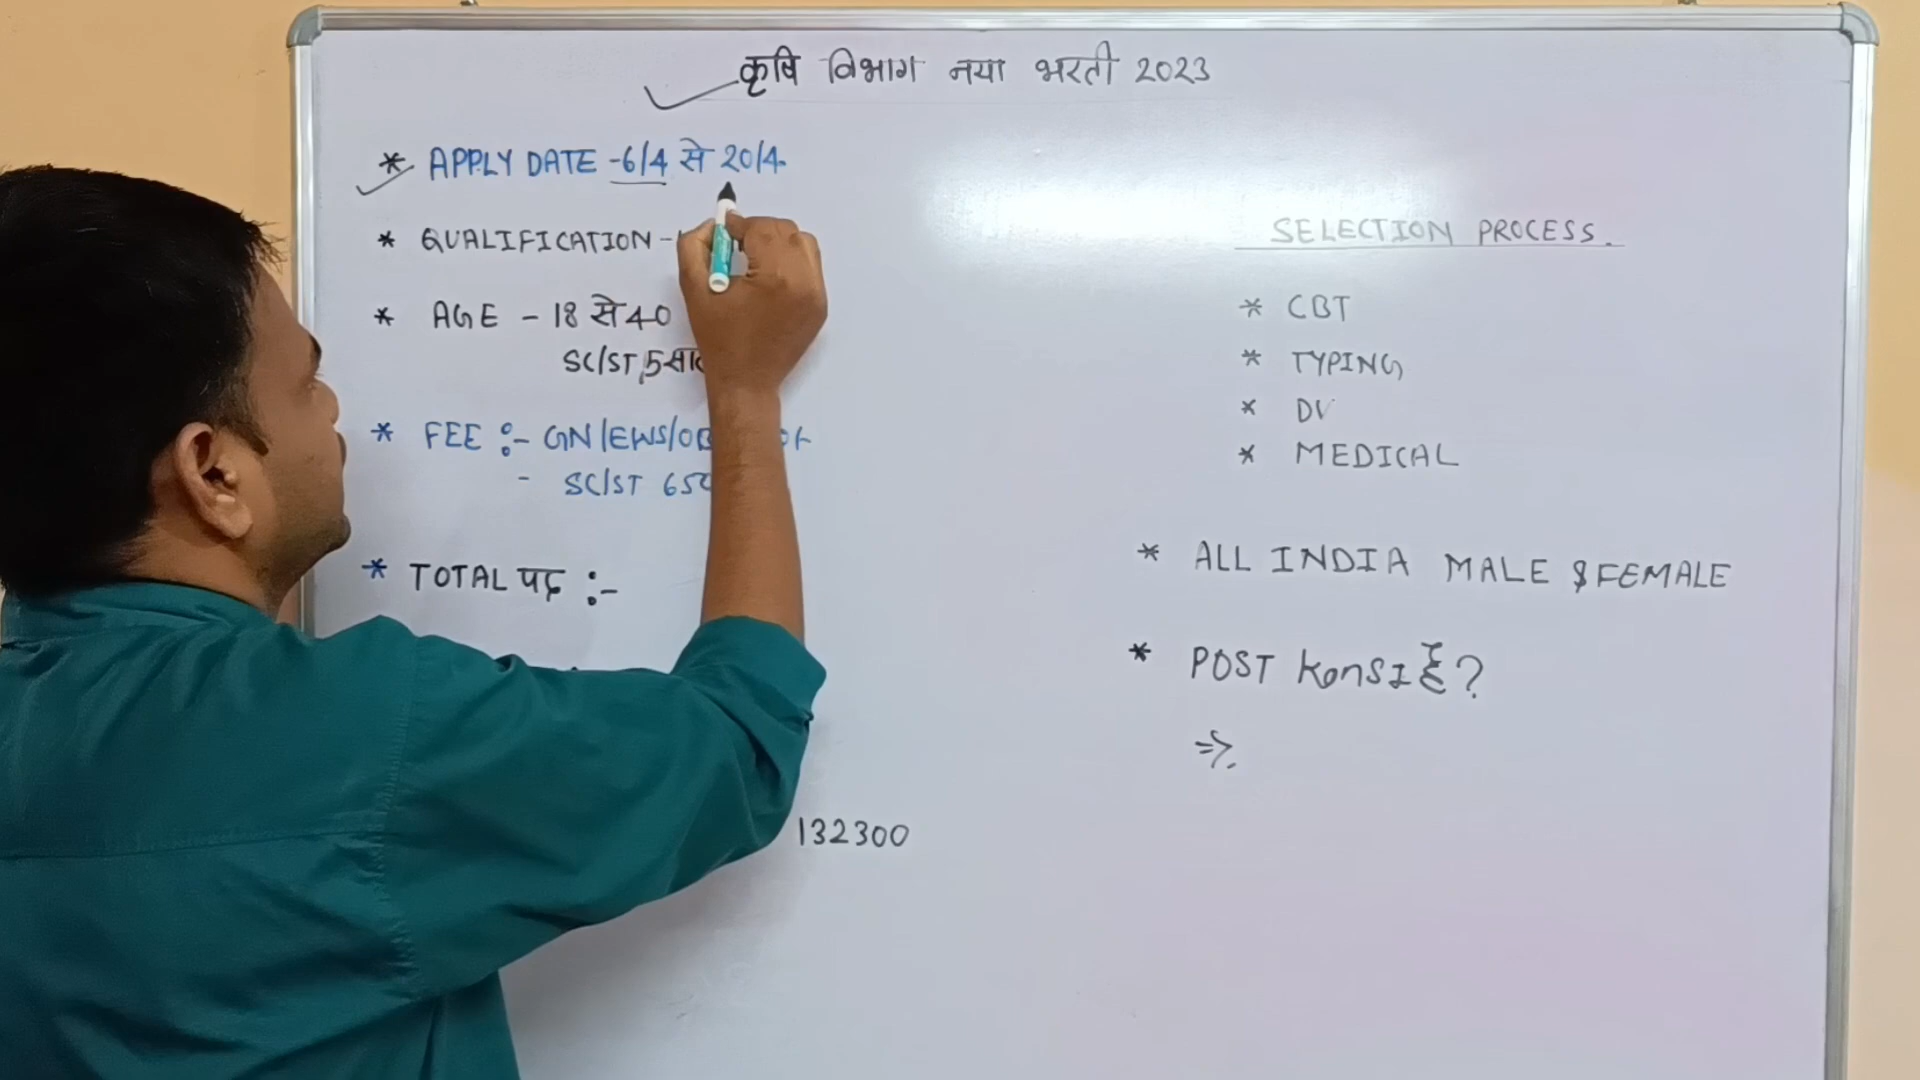 कृषि विभाग नया भरती 2023
* APPLY DATE -6/4 से 20/4.
* QUALIFICATION -
* AGE - 18 से 40
SC/ST, 5
* FEE :- GN/EWS/
- SC/ST
* TOTAL पद :-
132300
SELECTION PROCESS.
* CBT
* TYPING
* DV
* MEDICAL
* ALL INDIA MALE & FEMALE
* POST KonsI है?
⇒.